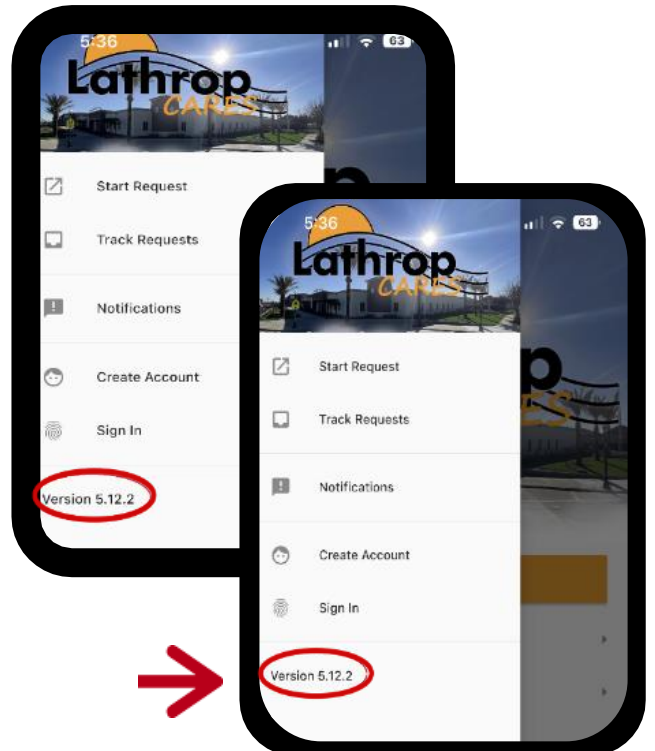 5:36
63
Lathrop
CARES
Start Request
Track Requests
Notifications
Create Account
Sign In
Version 5.12.2
5:36
63
Lathrop
CARES
Start Request
Track Requests
Notifications
Create Account
Sign In
Version 5.12.2